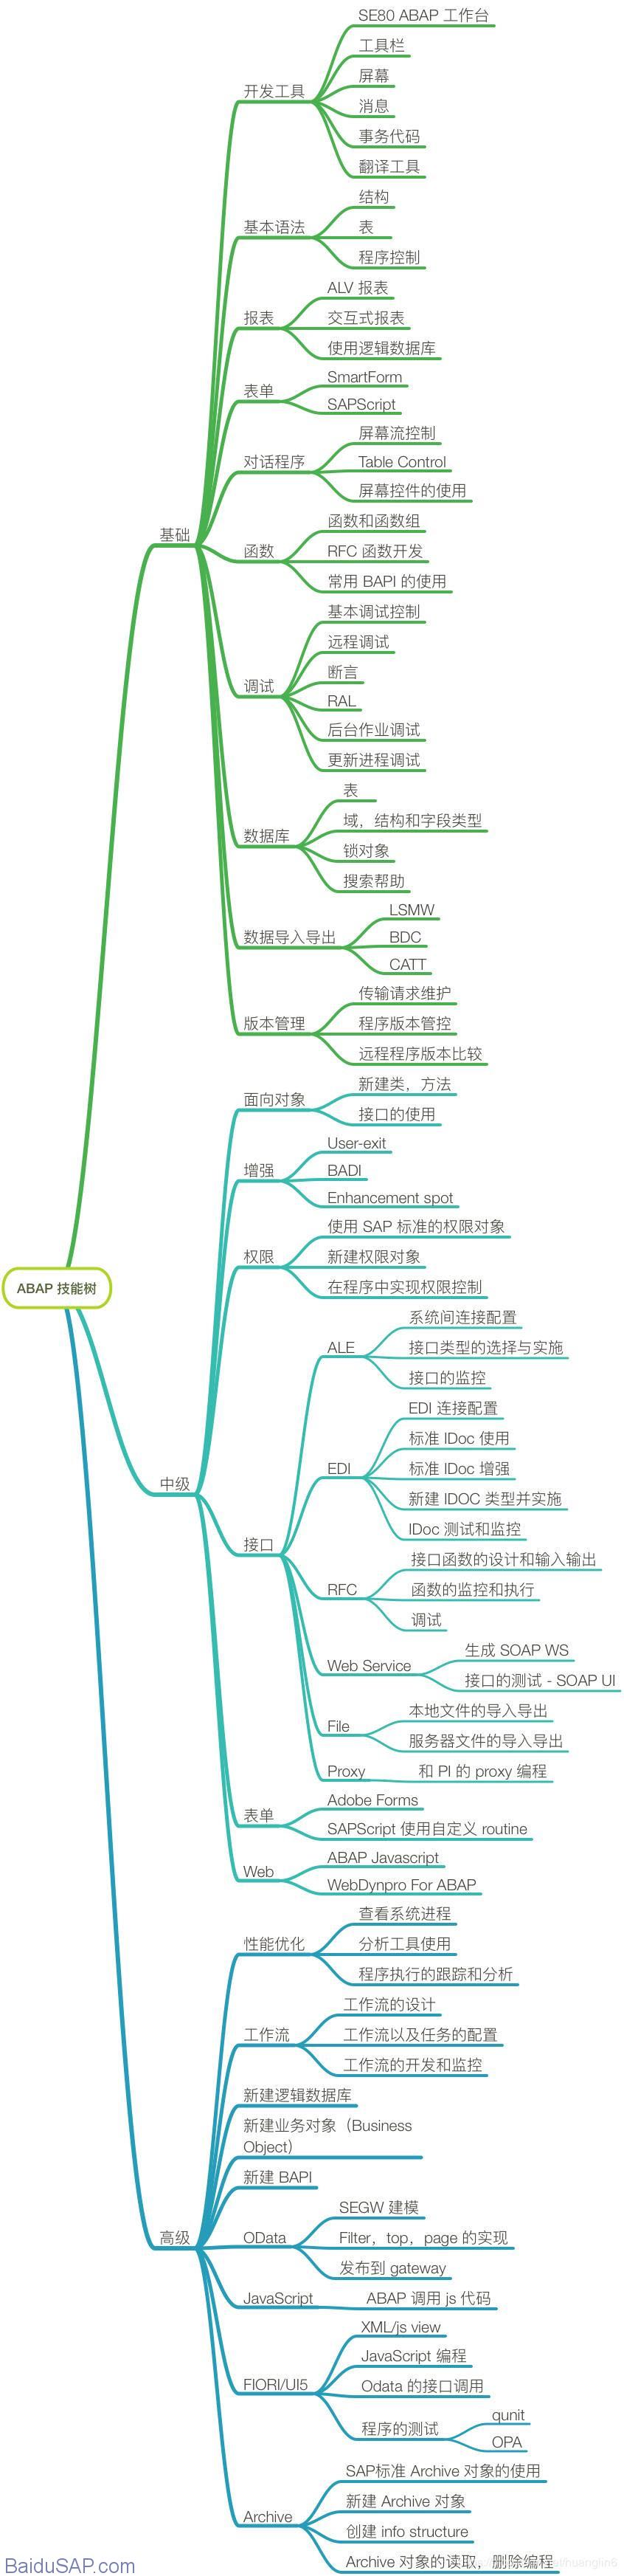 SE80 ABAP 工作台
工具栏
开发工具
屏幕
消息
事务代码
翻译工具
结构
基本语法
表
程序控制
ALV 报表
报表
交互式报表
使用逻辑数据库
表单
SmartForm
SAPScript
对话程序
屏幕流控制
Table Control
屏幕控件的使用
基础
函数
函数和函数组
RFC 函数开发
常用 BAPI 的使用
基本调试控制
远程调试
断言
调试
RAL
后台作业调试
更新进程调试
表
数据库
域，结构和字段类型
锁对象
搜索帮助
数据导入导出
LSMW
BDC
CATT
版本管理
传输请求维护
程序版本管控
远程程序版本比较
面向对象
新建类，方法
接口的使用
增强
User-exit
BADI
Enhancement spot
权限
使用 SAP 标准的权限对象
新建权限对象
在程序中实现权限控制
ABAP 技能树
ALE
系统间连接配置
接口类型的选择与实施
接口的监控
EDI
EDI 连接配置
标准 IDoc 使用
标准 IDoc 增强
新建 IDOC 类型并实施
IDoc 测试和监控
中级
接口
RFC
接口函数的设计和输入输出
函数的监控和执行
调试
Web Service
生成 SOAP WS
接口的测试 - SOAP UI
File
本地文件的导入导出
服务器文件的导入导出
Proxy
和 PI 的 proxy 编程
表单
Adobe Forms
SAPScript 使用自定义 routine
Web
ABAP Javascript
WebDynpro For ABAP
性能优化
查看系统进程
分析工具使用
程序执行的跟踪和分析
工作流
工作流的设计
工作流以及任务的配置
工作流的开发和监控
新建逻辑数据库
新建业务对象（Business
Object）
新建 BAPI
高级
OData
SEGW 建模
Filter，top，page 的实现
发布到 gateway
JavaScript
ABAP 调用 js 代码
FIORI/UI5
XML/js view
JavaScript 编程
Odata 的接口调用
程序的测试
qunit
OPA
Archive
SAP标准 Archive 对象的使用
新建 Archive 对象
创建 info structure
Archive 对象的读取，删除编程
BaiduSAP.com